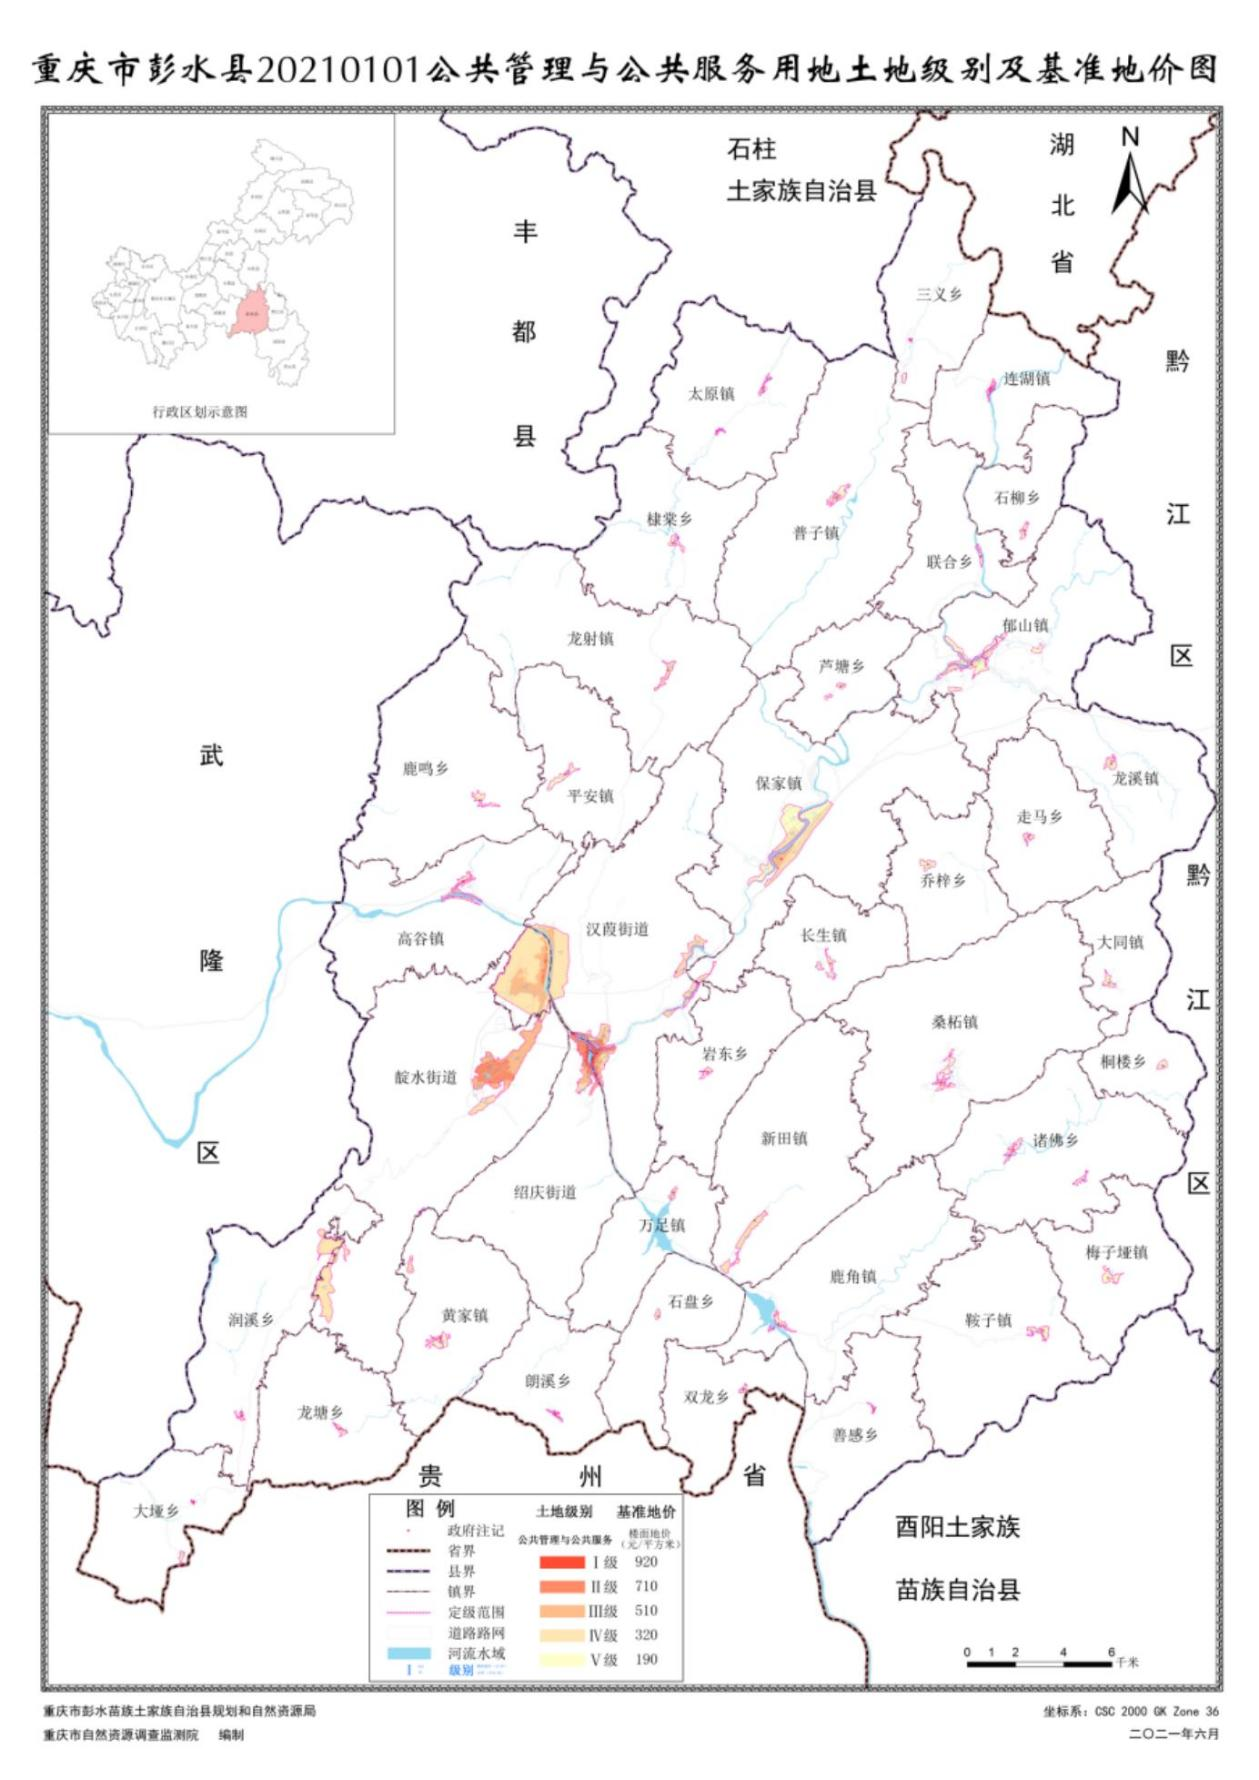 重庆市彭水县20210101公共管理与公共服务用地土地级别及基准地价图
行政区划示意图
石柱
土家族自治县
湖
北
省
N
丰
都
县
黔
江
区
武
隆
区
黔
江
区
三义乡
连湖镇
太原镇
石柳乡
棣棠乡
普子镇
联合乡
郁山镇
龙射镇
芦塘乡
鹿鸣乡
平安镇
保家镇
龙溪镇
走马乡
乔梓乡
高谷镇
汉葭街道
长生镇
大同镇
桑柘镇
岩东乡
桐楼乡
靛水街道
新田镇
诸佛乡
绍庆街道
万足镇
梅子垭镇
鹿角镇
润溪乡
黄家镇
石盘乡
鞍子镇
朗溪乡
双龙乡
龙塘乡
善感乡
大垭乡
贵 州 省
酉阳土家族
苗族自治县
图 例
政府注记
省界
县界
镇界
定级范围
道路路网
河流水域
级别
土地级别 基准地价
公共管理与公共服务 楼面地价
(元/平方米)
Ⅰ级 920
Ⅱ级 710
Ⅲ级 510
Ⅳ级 320
Ⅴ级 190
0 1 2 4 6
千米
重庆市彭水苗族土家族自治县规划和自然资源局
重庆市自然资源调查监测院 编制
坐标系：CSC 2000 GK Zone 36
二〇二一年六月